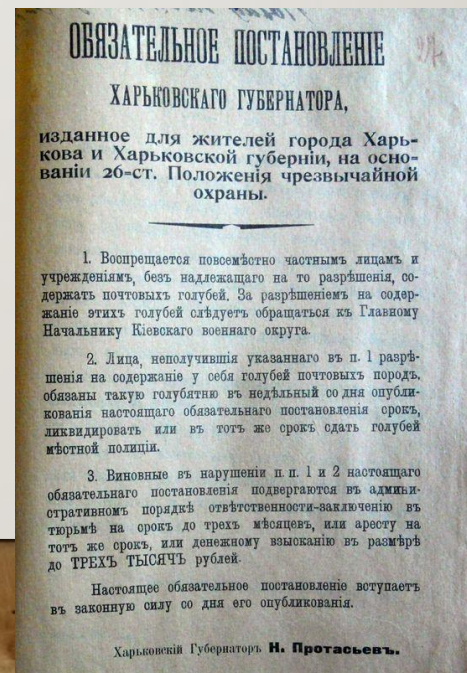 ОБЯЗАТЕЛЬНОЕ ПОСТАНОВЛЕНІЕ
ХАРЬКОВСКАГО ГУБЕРНАТОРА,
изданное для жителей города Харь-
кова и Харьковской губерніи, на осно-
ваніи 26-ст. Положенія чрезвычайной
охраны.
1. Воспрещается повсемѣстно частнымъ лицамъ и
учрежденіямъ, безъ надлежащаго на то разрѣшенія, со-
держать почтовыхъ голубей. За разрѣшеніемъ на содер-
жаніе этихъ голубей слѣдуетъ обращаться къ Главному
Начальнику Кіевскаго военнаго округа.
2. Лица, неполучившія указаннаго въ п. 1 разрѣ-
шенія на содержаніе у себя голубей почтовыхъ породъ,
обязаны такую голубятню въ недѣльный со дня опубли-
кованія настоящаго обязательнаго постановленія срокъ,
ликвидировать или въ тотъ же срокъ сдать голубей
мѣстной полиціи.
3. Виновные въ нарушеніи п. п. 1 и 2 настоящаго
обязательнаго постановленія подвергаются въ админи-
стративномъ порядкѣ отвѣтственности-заключенію въ
тюрьмѣ на срокъ до трехъ мѣсяцевъ, или аресту на
тотъ же срокъ, или денежному взысканію въ размѣрѣ
до ТРЕХЪ ТЫСЯЧЪ рублей.
Настоящее обязательное постановленіе вступаетъ
въ законную силу со дня его опубликованія.
Харьковскій Губернаторъ Н. Протасьевъ.